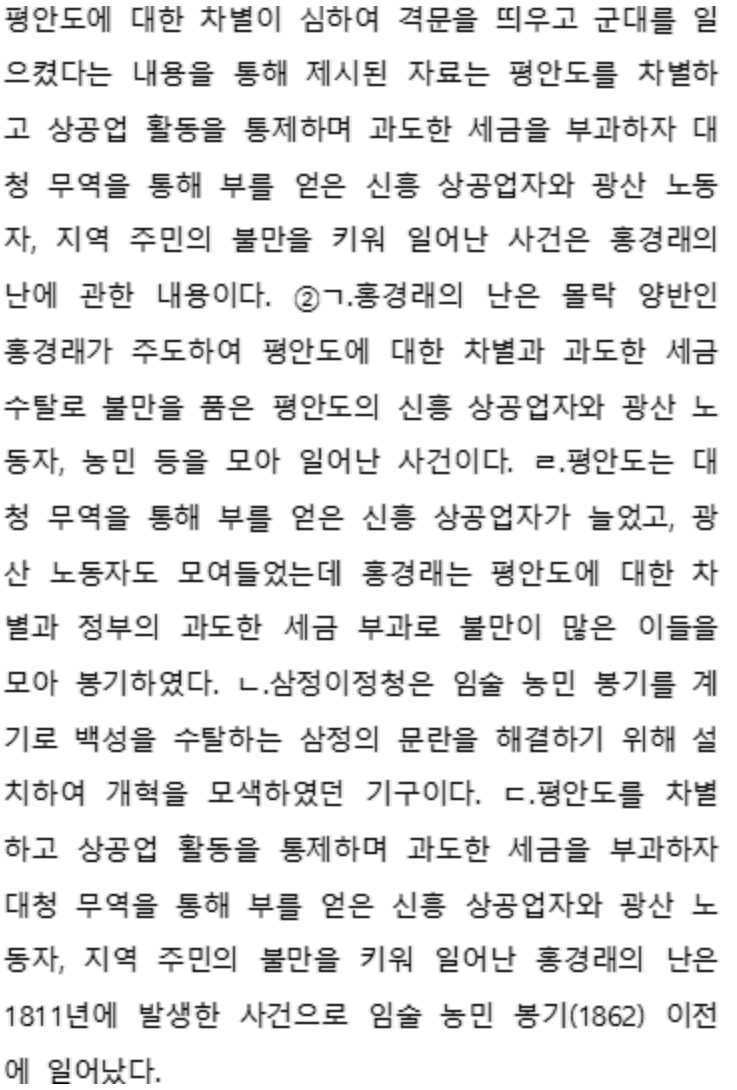 평안도에 대한 차별이 심하여 격문을 띄우고 군대를 일
으켰다는 내용을 통해 제시된 자료는 평안도를 차별하
고 상공업 활동을 통제하며 과도한 세금을 부과하자 대
청 무역을 통해 부를 얻은 신흥 상공업자와 광산 노동
자, 지역 주민의 불만을 키워 일어난 사건은 홍경래의
난에 관한 내용이다. ②ㄱ.홍경래의 난은 몰락 양반인
홍경래가 주도하여 평안도에 대한 차별과 과도한 세금
수탈로 불만을 품은 평안도의 신흥 상공업자와 광산 노
동자, 농민 등을 모아 일어난 사건이다. ㄹ.평안도는 대
청 무역을 통해 부를 얻은 신흥 상공업자가 늘었고, 광
산 노동자도 모여들었는데 홍경래는 평안도에 대한 차
별과 정부의 과도한 세금 부과로 불만이 많은 이들을
모아 봉기하였다. ㄴ.삼정이정청은 임술 농민 봉기를 계
기로 백성을 수탈하는 삼정의 문란을 해결하기 위해 설
치하여 개혁을 모색하였던 기구이다. ㄷ.평안도를 차별
하고 상공업 활동을 통제하며 과도한 세금을 부과하자
대청 무역을 통해 부를 얻은 신흥 상공업자와 광산 노
동자, 지역 주민의 불만을 키워 일어난 홍경래의 난은
1811년에 발생한 사건으로 임술 농민 봉기(1862) 이전
에 일어났다.